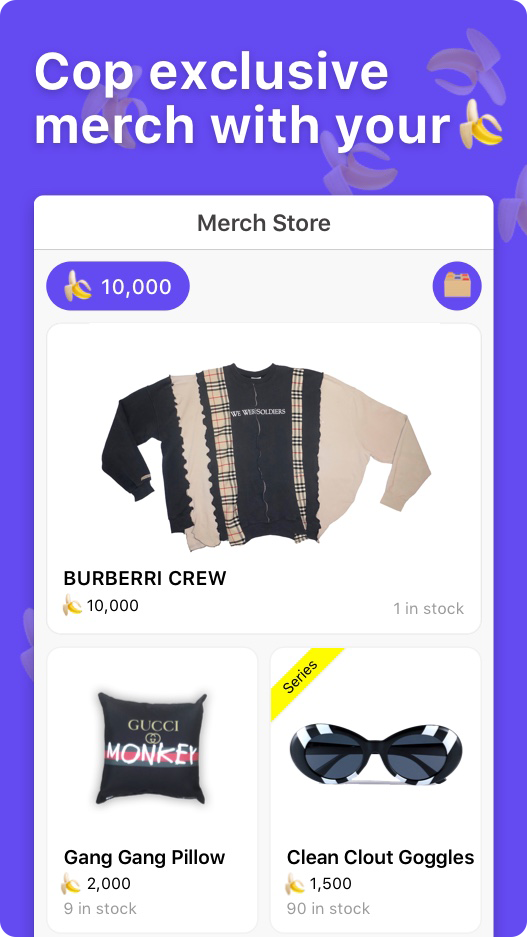 Cop exclusive
merch with your🍌
Merch Store
🍌 10,000
WE WERE SOLDIERS
BURBERRI CREW
🍌 10,000
1 in stock
Series
GUCCI
MONKEY
Gang Gang Pillow
🍌 2,000
9 in stock
Clean Clout Goggles
🍌 1,500
90 in stock